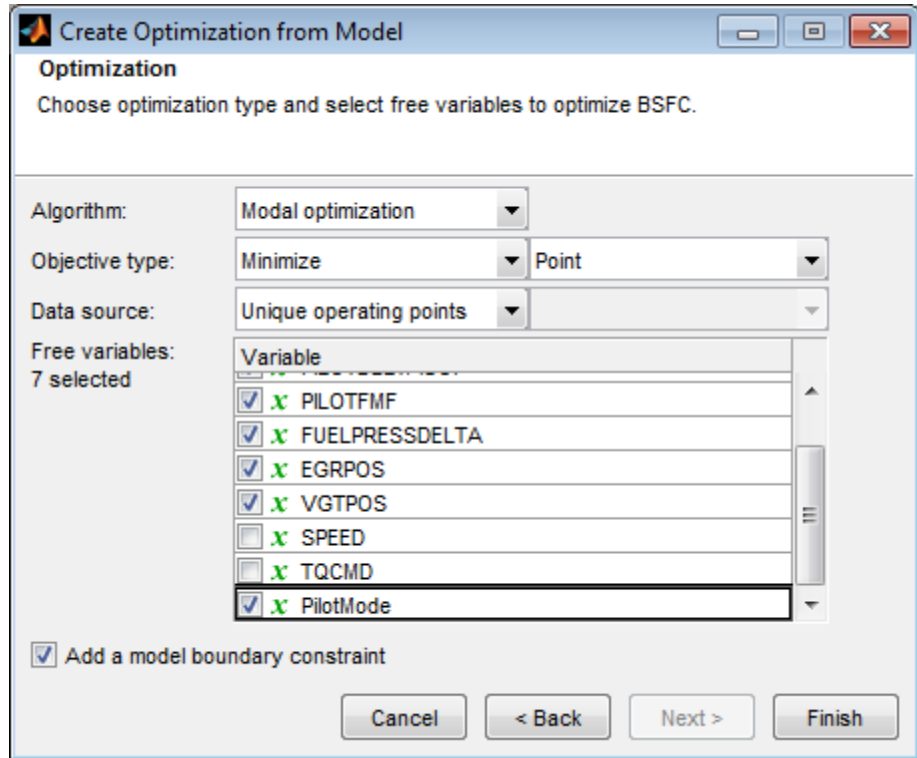 Create Optimization from Model
Optimization
Choose optimization type and select free variables to optimize BSFC.
Algorithm: Modal optimization
Objective type: Minimize Point
Data source: Unique operating points
Free variables: Variable
7 selected
x PILOTFMF
x FUELPRESSDELTA
x EGRPOS
x VGTPOS
x SPEED
x TQCMD
x PilotMode
Add a model boundary constraint
Cancel < Back Next > Finish